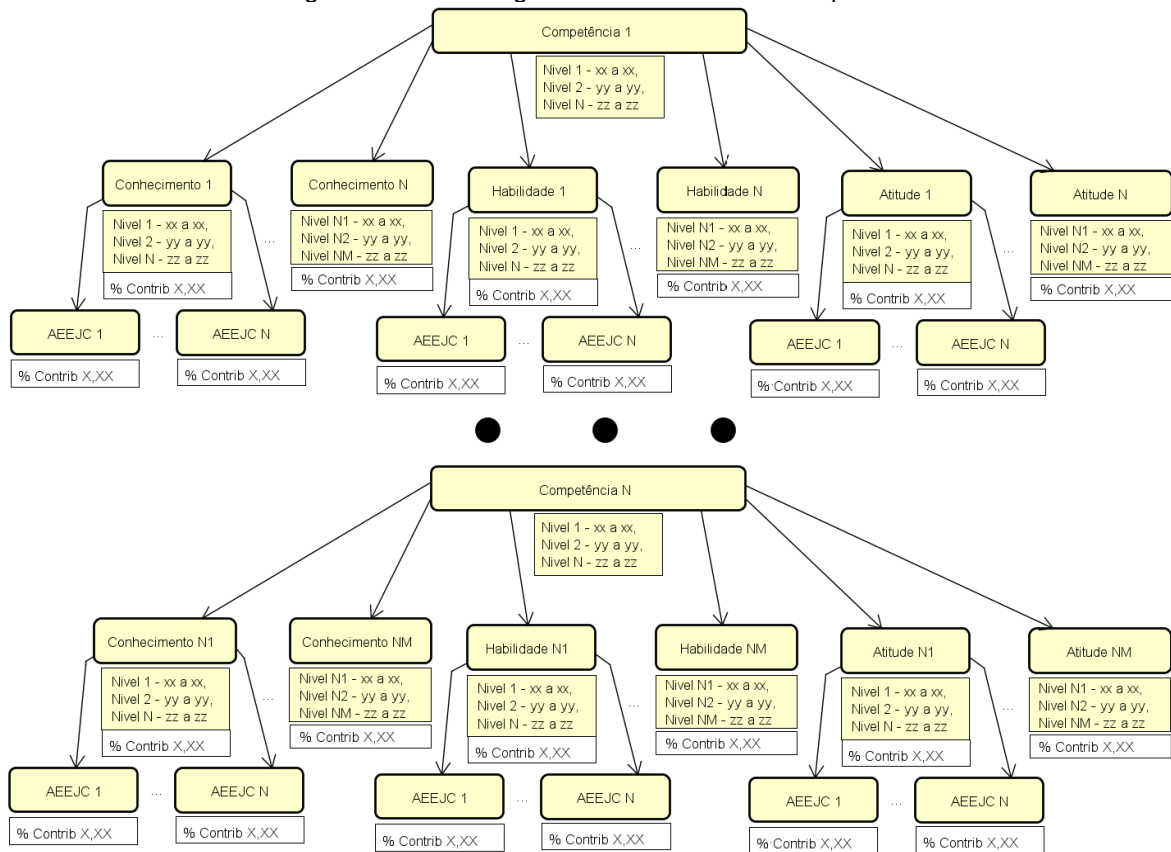 Competência 1
Nivel 1 - xx a xx,
Nivel 2 - yy a yy,
Nivel N - zz a zz
Conhecimento 1
Conhecimento N
Habilidade 1
Habilidade N
Atitude 1
Atitude N
Nivel 1 - xx a xx,
Nivel 2 - yy a yy,
Nivel N - zz a zz
% Contrib X,XX
...
Nivel N1 - xx a xx,
Nivel N2 - yy a yy,
Nivel NM - zz a zz
% Contrib X,XX
Nivel 1 - xx a xx,
Nivel 2 - yy a yy,
Nivel N - zz a zz
% Contrib X,XX
...
Nivel N1 - xx a xx,
Nivel N2 - yy a yy,
Nivel NM - zz a zz
% Contrib X,XX
Nivel 1 - xx a xx,
Nivel 2 - yy a yy,
Nivel N - zz a zz
% Contrib X,XX
...
Nivel N1 - xx a xx,
Nivel N2 - yy a yy,
Nivel NM - zz a zz
% Contrib X,XX
AEEJC 1
...
AEEJC N
AEEJC 1
...
AEEJC N
AEEJC 1
...
AEEJC N
% Contrib X,XX
% Contrib X,XX
% Contrib X,XX
% Contrib X,XX
% Contrib X,XX
% Contrib X,XX
Competência N
Nivel 1 - xx a xx,
Nivel 2 - yy a yy,
Nivel N - zz a zz
Conhecimento N1
Conhecimento NM
Habilidade N1
Habilidade NM
Atitude N1
Atitude NM
Nivel 1 - xx a xx,
Nivel 2 - yy a yy,
Nivel N - zz a zz
% Contrib X,XX
...
Nivel N1 - xx a xx,
Nivel N2 - yy a yy,
Nivel NM - zz a zz
% Contrib X,XX
Nivel 1 - xx a xx,
Nivel 2 - yy a yy,
Nivel N - zz a zz
% Contrib X,XX
...
Nivel N1 - xx a xx,
Nivel N2 - yy a yy,
Nivel NM - zz a zz
% Contrib X,XX
Nivel 1 - xx a xx,
Nivel 2 - yy a yy,
Nivel N - zz a zz
% Contrib X,XX
...
Nivel N1 - xx a xx,
Nivel N2 - yy a yy,
Nivel NM - zz a zz
% Contrib X,XX
AEEJC 1
...
AEEJC N
AEEJC 1
...
AEEJC N
AEEJC 1
...
AEEJC N
% Contrib X,XX
% Contrib X,XX
% Contrib X,XX
% Contrib X,XX
% Contrib X,XX
% Contrib X,XX